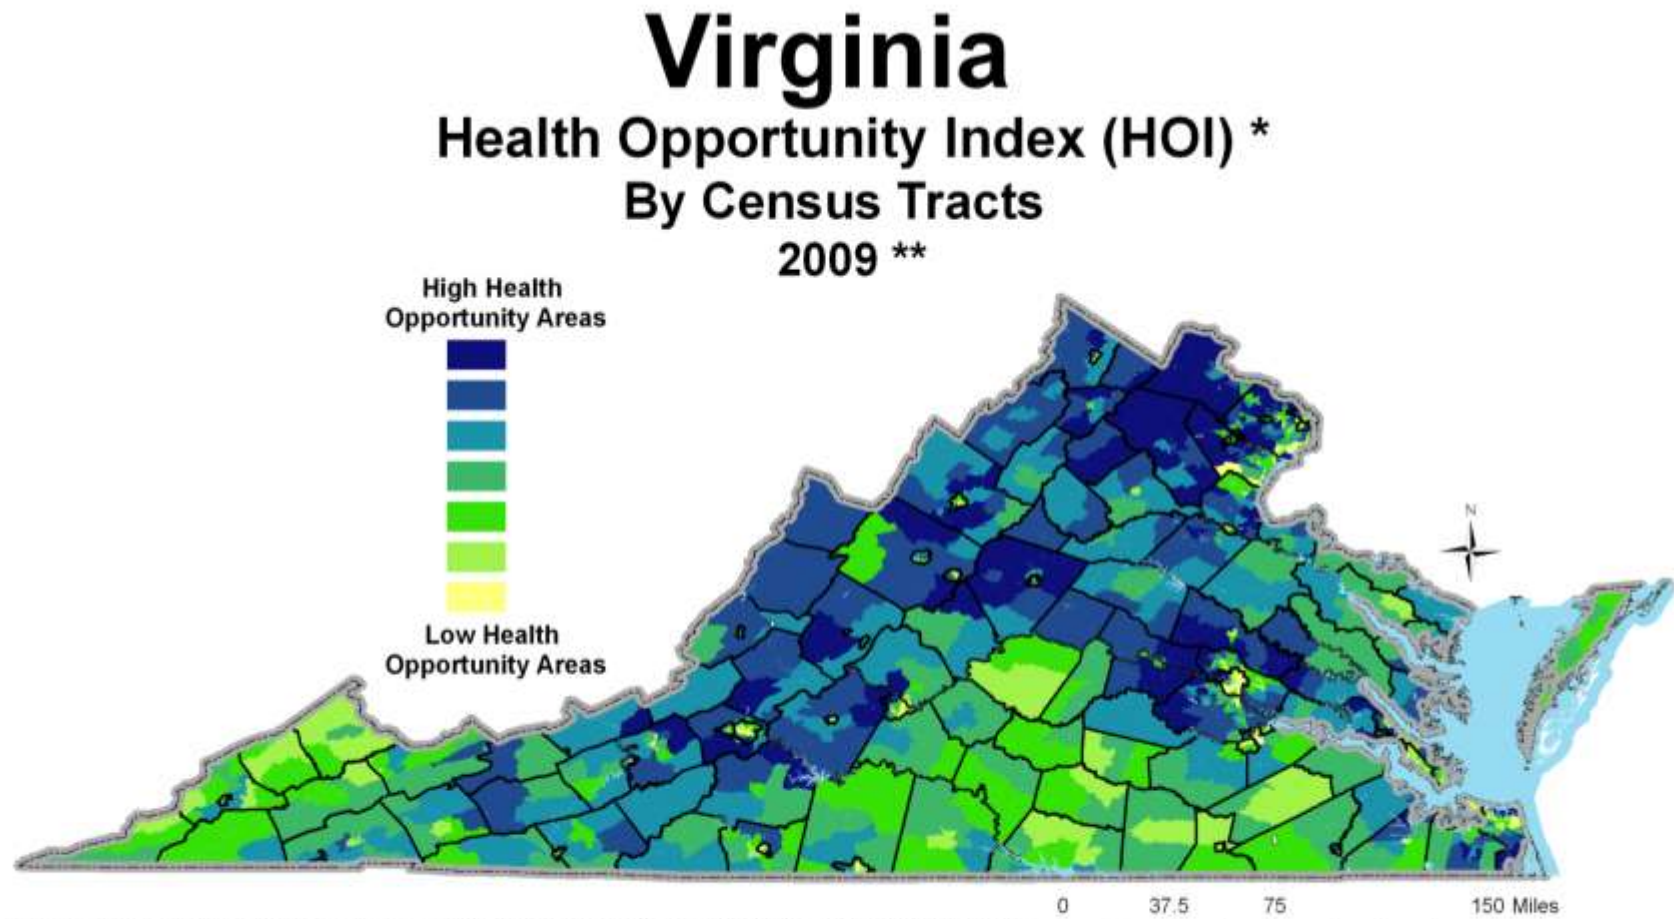 Virginia
Health Opportunity Index (HOI) *
By Census Tracts
2009 **
High Health
Opportunity Areas
Low Health
Opportunity Areas
N
0 37.5 75 150 Miles